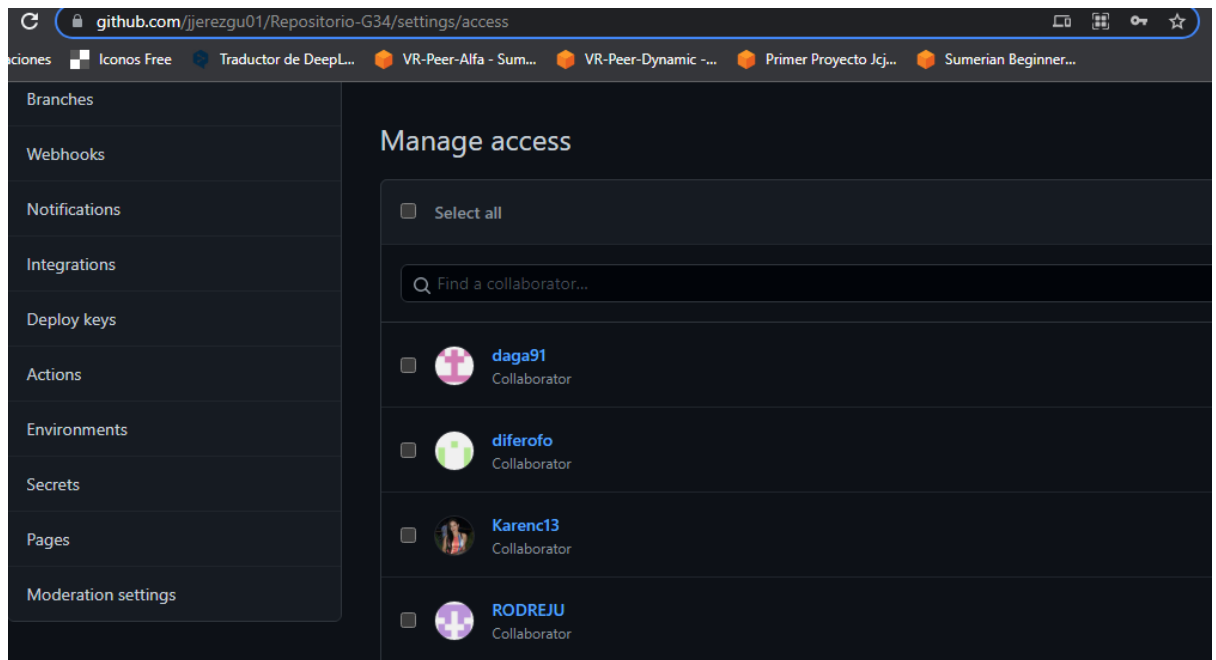 github.com/jjerezgu01/Repositorio-G34/settings/access
aciones Iconos Free Traductor de DeepL... VR-Peer-Alfa - Sum... VR-Peer-Dynamic -... Primer Proyecto Jcj... Sumerian Beginner...
Branches
Webhooks
Notifications
Integrations
Deploy keys
Actions
Environments
Secrets
Pages
Moderation settings
Manage access
Select all
Find a collaborator...
daga91
Collaborator
diferofo
Collaborator
Karenc13
Collaborator
RODREJU
Collaborator